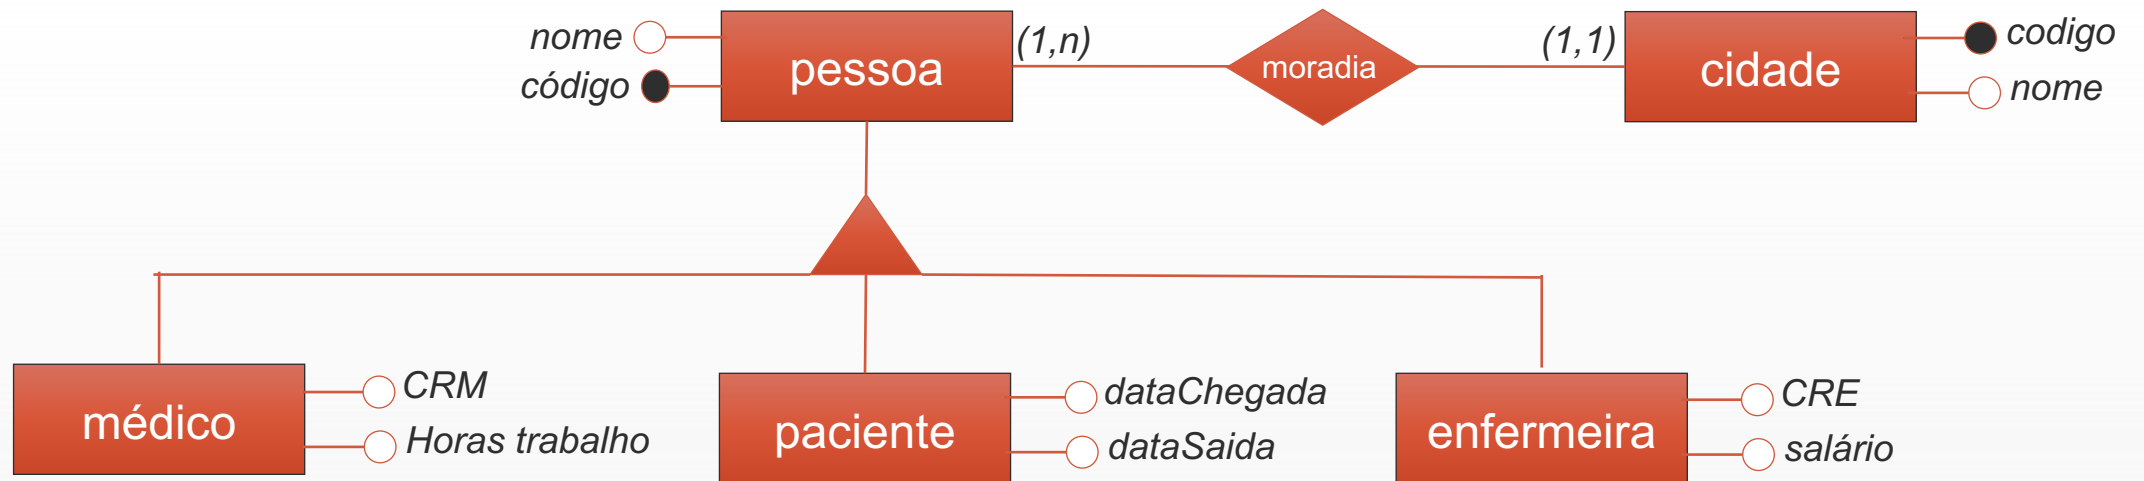 nome
código
pessoa
(1,n)
moradia
(1,1)
cidade
codigo
nome
médico
CRM
Horas trabalho
paciente
dataChegada
dataSaida
enfermeira
CRE
salário